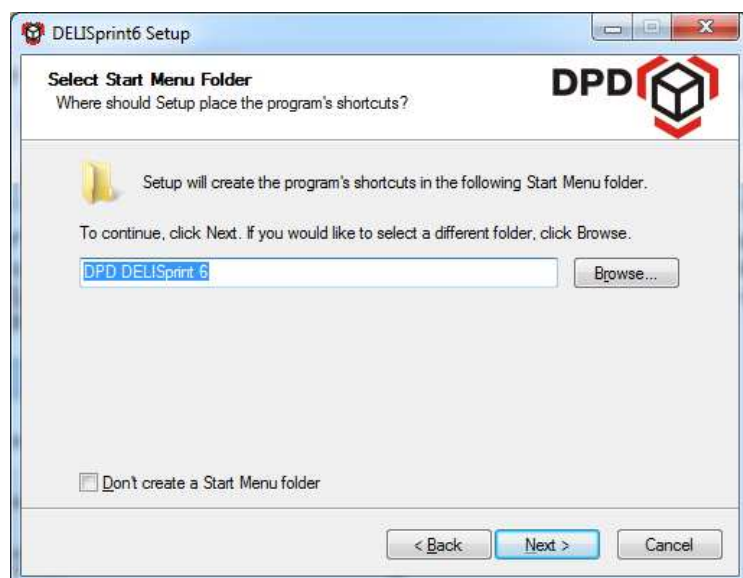 DELISprint6 Setup
Select Start Menu Folder
Where should Setup place the program's shortcuts?
DPD
Setup will create the program's shortcuts in the following Start Menu folder.
To continue, click Next. If you would like to select a different folder, click Browse.
DPD DELISprint 6
Browse...
Don't create a Start Menu folder
< Back
Next >
Cancel